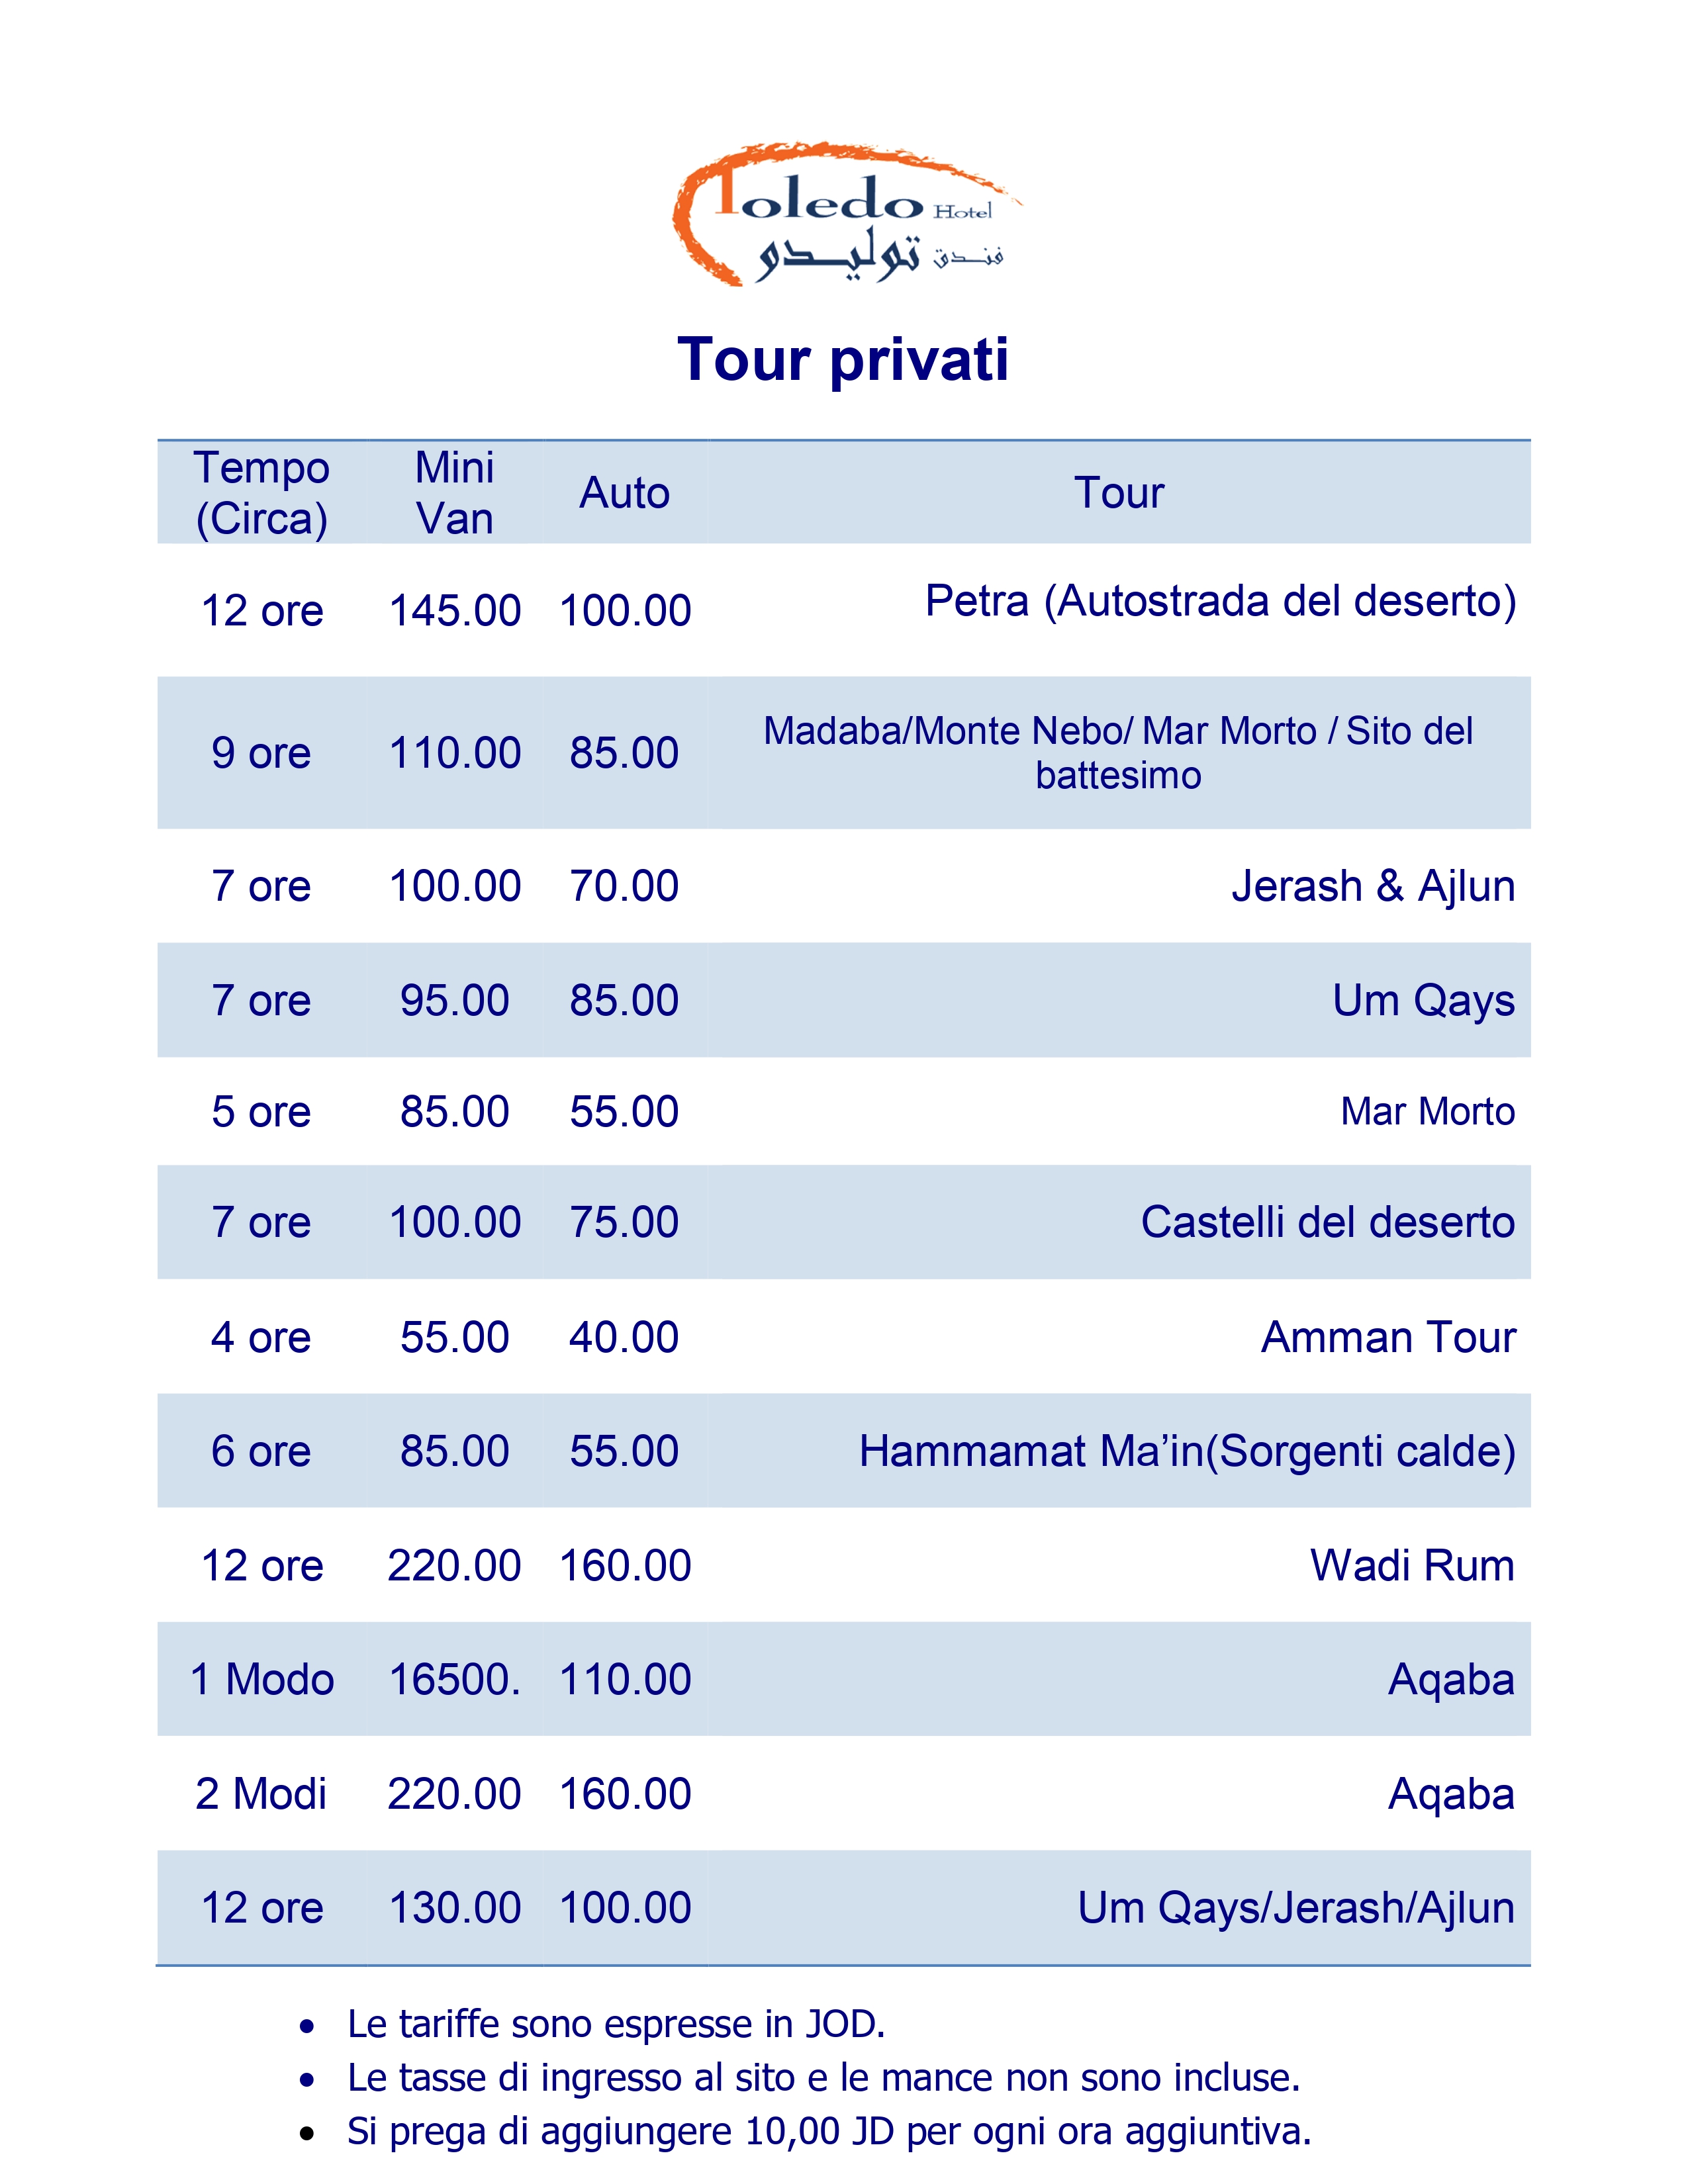 Toledo Hotel
فندق توليدو
Tour privati
Tempo (Circa) Mini Van Auto Tour
12 ore 145.00 100.00 Petra (Autostrada del deserto)
9 ore 110.00 85.00 Madaba/Monte Nebo/ Mar Morto / Sito del battesimo
7 ore 100.00 70.00 Jerash & Ajlun
7 ore 95.00 85.00 Um Qays
5 ore 85.00 55.00 Mar Morto
7 ore 100.00 75.00 Castelli del deserto
4 ore 55.00 40.00 Amman Tour
6 ore 85.00 55.00 Hammamat Ma’in(Sorgenti calde)
12 ore 220.00 160.00 Wadi Rum
1 Modo 16500. 110.00 Aqaba
2 Modi 220.00 160.00 Aqaba
12 ore 130.00 100.00 Um Qays/Jerash/Ajlun
• Le tariffe sono espresse in JOD.
• Le tasse di ingresso al sito e le mance non sono incluse.
• Si prega di aggiungere 10,00 JD per ogni ora aggiuntiva.